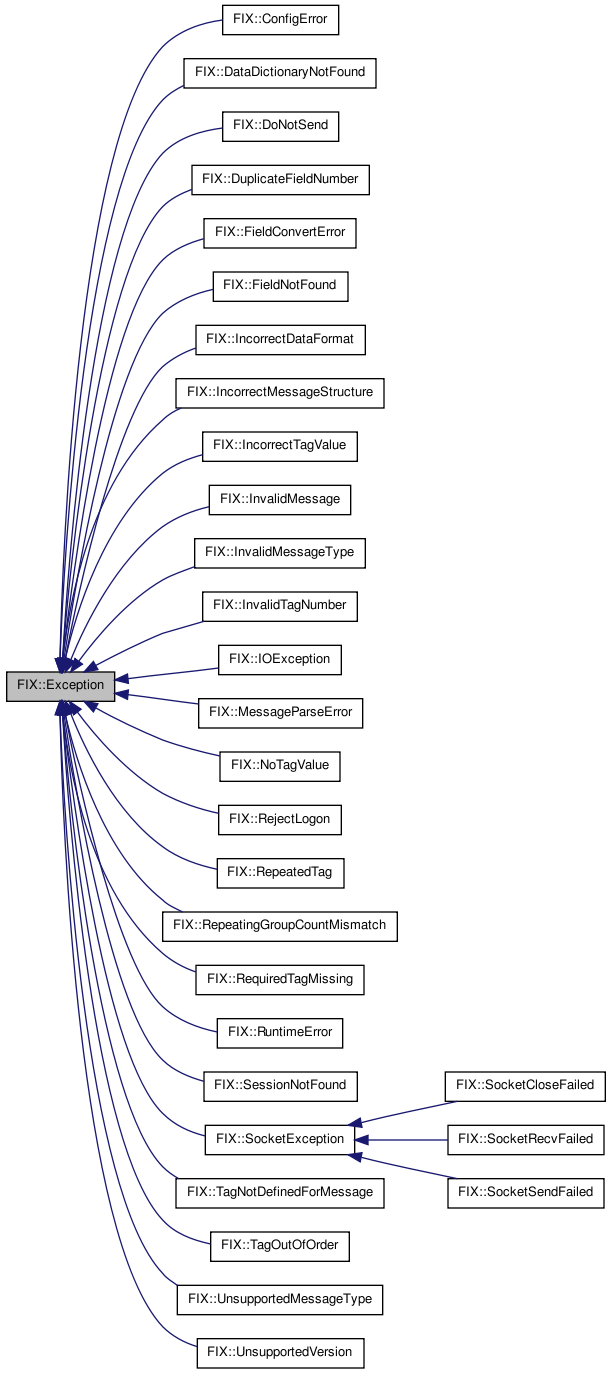 FIX::ConfigError
FIX::DataDictionaryNotFound
FIX::DoNotSend
FIX::DuplicateFieldNumber
FIX::FieldConvertError
FIX::FieldNotFound
FIX::IncorrectDataFormat
FIX::IncorrectMessageStructure
FIX::IncorrectTagValue
FIX::InvalidMessage
FIX::InvalidMessageType
FIX::InvalidTagNumber
FIX::IOException
FIX::Exception
FIX::MessageParseError
FIX::NoTagValue
FIX::RejectLogon
FIX::RepeatedTag
FIX::RepeatingGroupCountMismatch
FIX::RequiredTagMissing
FIX::RuntimeError
FIX::SessionNotFound
FIX::SocketCloseFailed
FIX::SocketException
FIX::SocketRecvFailed
FIX::TagNotDefinedForMessage
FIX::SocketSendFailed
FIX::TagOutOfOrder
FIX::UnsupportedMessageType
FIX::UnsupportedVersion